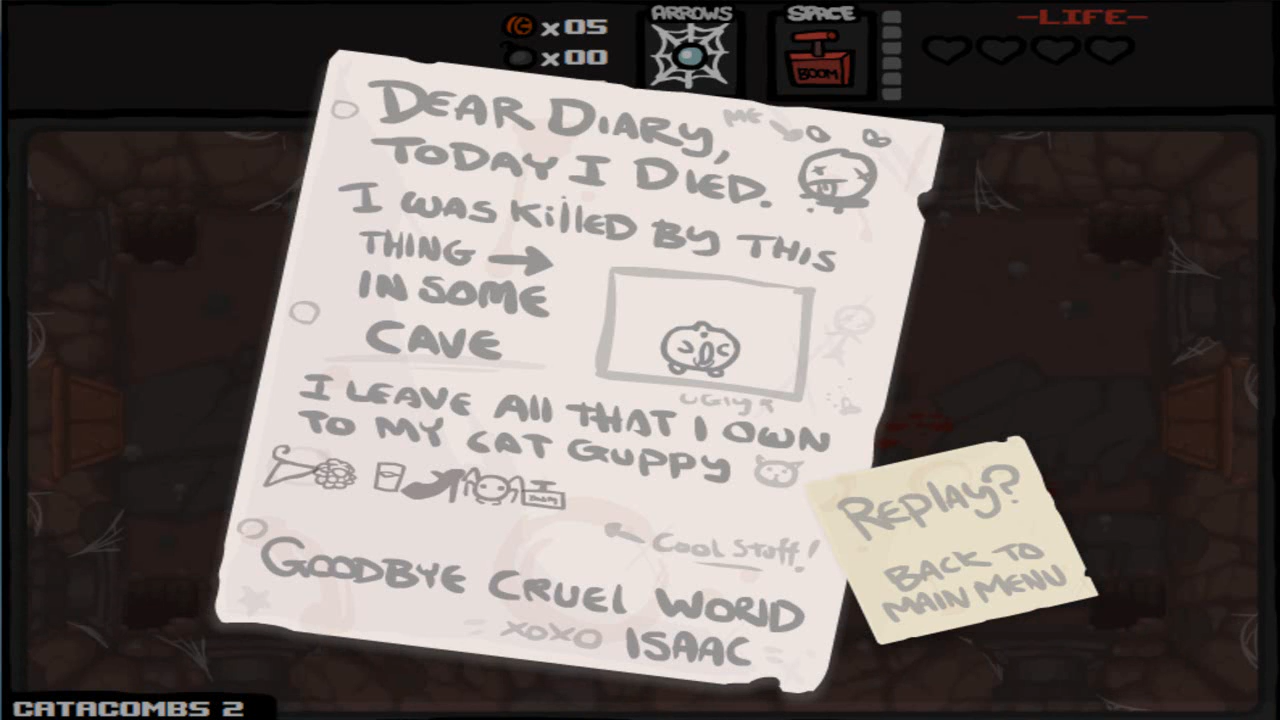 x05
x00
ARROWS
SPACE
BOOM
-LIFE-
DEAR DIARY,
TODAY I DIED.
ME
I WAS KillED BY THIS
THING →
IN SOME
CAVE
UGLY
I LEAVE All THAT I OWN
TO MY CAT GUPPY
COOL STUFF!
GOODBYE CRUEl WORlD
XOXO ISAAC
REPlAY?
BACK TO
MAIN MENU
CATACOMBS 2